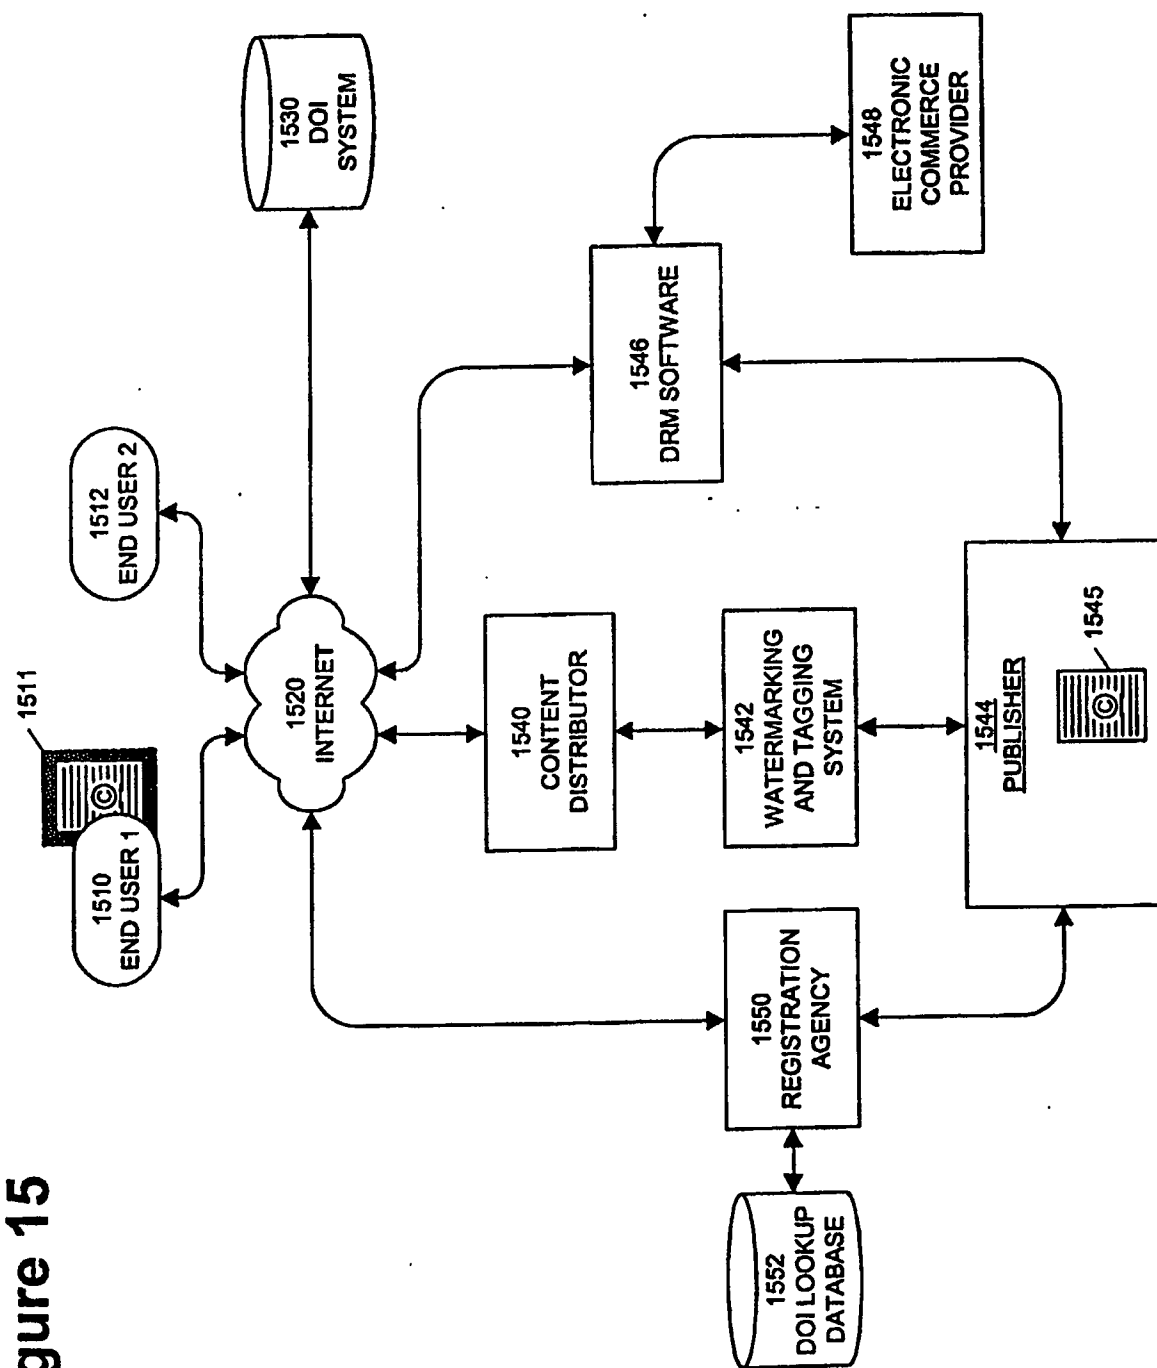 gure 15
1511
1510
END USER 1
©
1512
END USER 2
1520
INTERNET
1530
DOI
SYSTEM
1540
CONTENT
DISTRIBUTOR
1546
DRM SOFTWARE
1548
ELECTRONIC
COMMERCE
PROVIDER
1552
DOI LOOKUP
DATABASE
1550
REGISTRATION
AGENCY
1542
WATERMARKING
AND TAGGING
SYSTEM
1544
PUBLISHER
1545
©